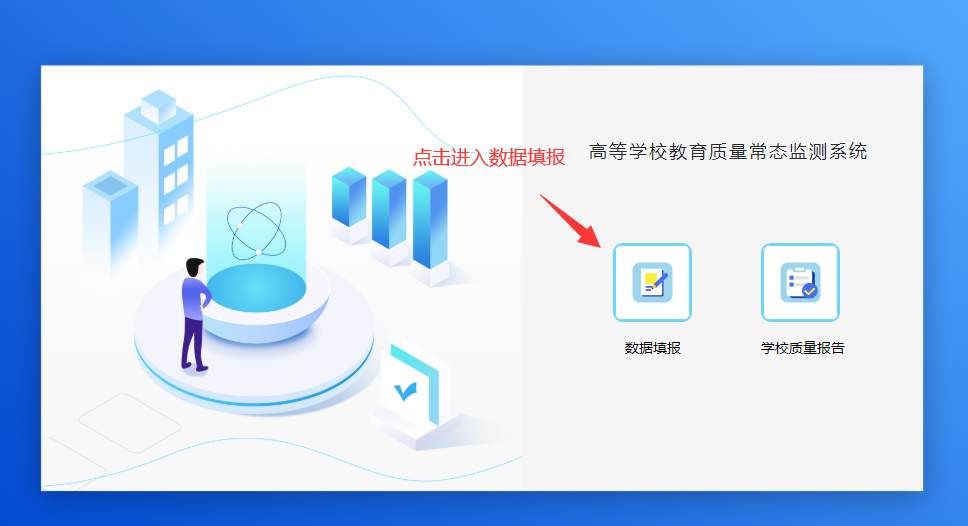 点击进入数据填报
高等学校教育质量常态监测系统
数据填报
学校质量报告